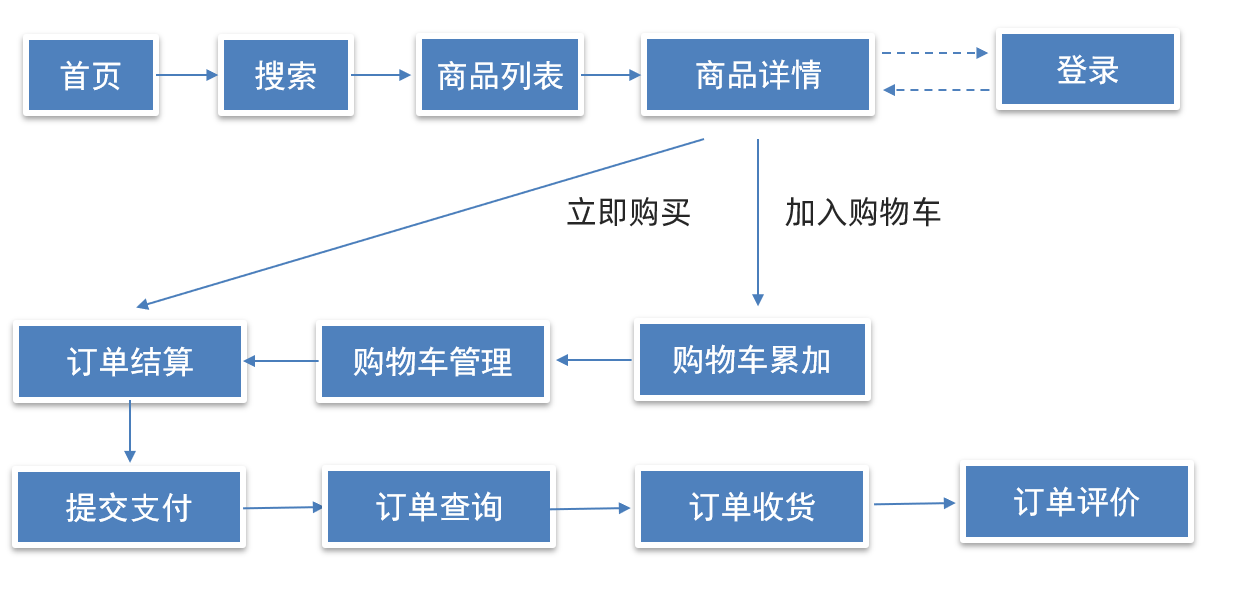 首页
搜索
商品列表
商品详情
登录
立即购买
加入购物车
订单结算
购物车管理
购物车累加
提交支付
订单查询
订单收货
订单评价